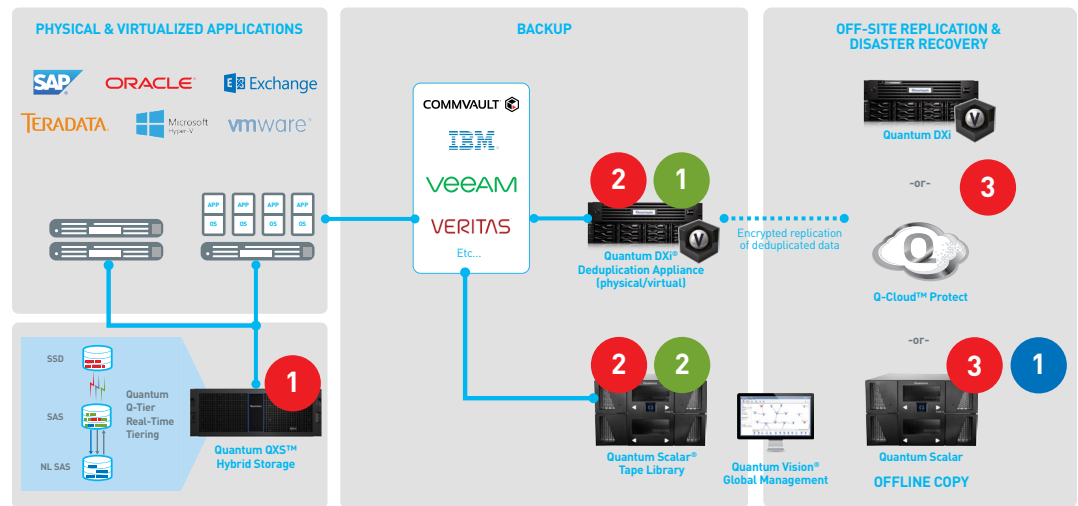 PHYSICAL & VIRTUALIZED APPLICATIONS
SAP®
ORACLE®
E Exchange
TERADATA®
Microsoft
Hyper-V
vmware®
APP APP APP APP
OS OS OS OS
SSD
SAS
NL SAS
Quantum
Q-Tier
Real-Time
Tiering
1
Quantum QXS™
Hybrid Storage
BACKUP
COMMVAULT
IBM®
veeAM
VERITAS
Etc...
2 1
Quantum
V
Quantum DXi®
Deduplication Appliance
(physical/virtual)
Encrypted replication
of deduplicated data
2 2
Quantum Scalar®
Tape Library
Quantum Vision®
Global Management
OFF-SITE REPLICATION &
DISASTER RECOVERY
Quantum
V
Quantum DXi
-or-
3
Q
Q-Cloud™ Protect
-or-
3 1
Quantum Scalar
OFFLINE COPY